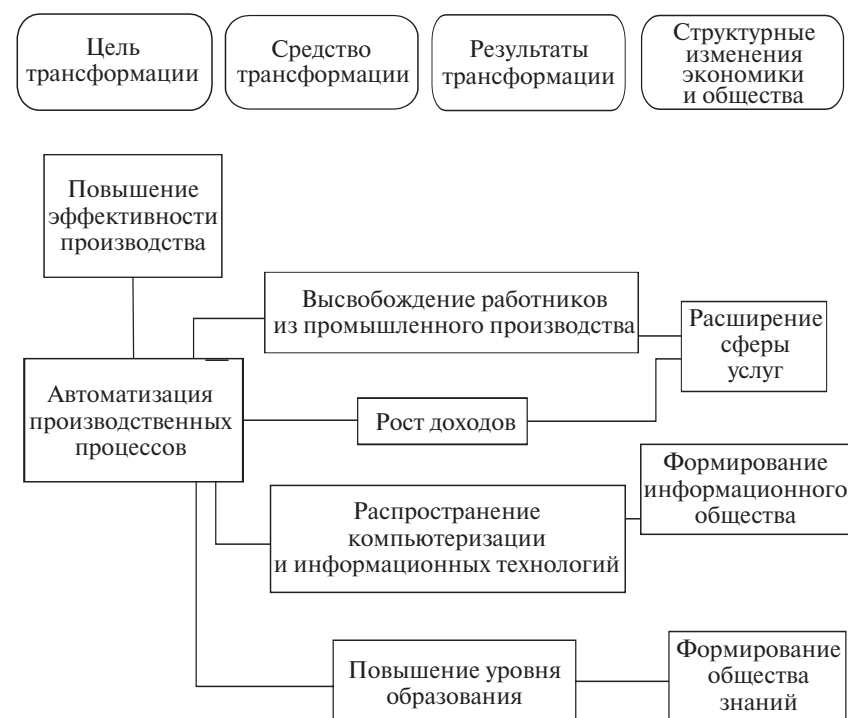 Цель
трансформации
Средство
трансформации
Результаты
трансформации
Структурные
изменения
экономики
и общества
Повышение
эффективности
производства
Высвобождение работников
из промышленного производства
Расширение
сферы
услуг
Автоматизация
производственных
процессов
Рост доходов
Формирование
информационного
общества
Распространение
компьютеризации
и информационных технологий
Повышение уровня
образования
Формирование
общества
знаний